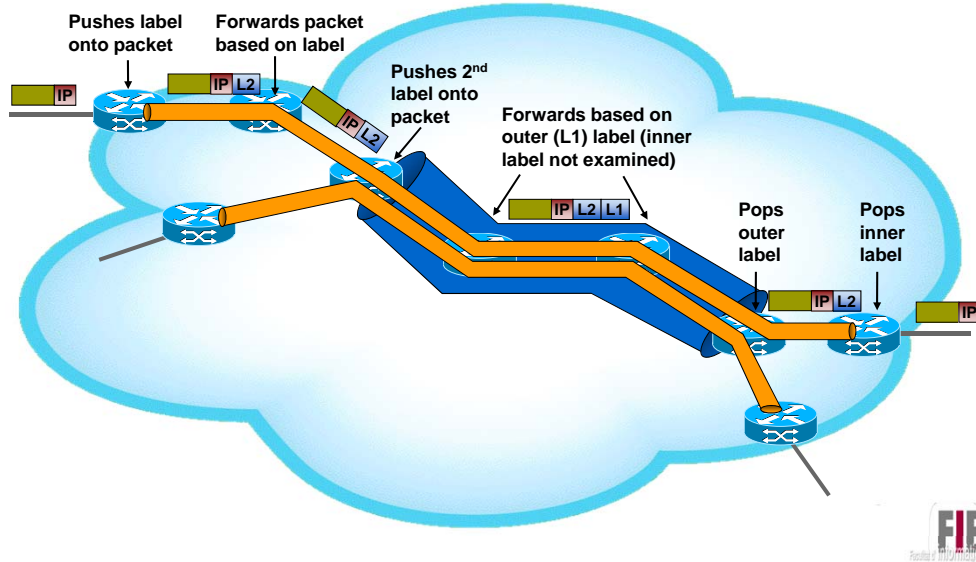 Pushes label
onto packet
Forwards packet
based on label
Pushes 2nd
label onto
packet
Forwards based on
outer (L1) label (inner
label not examined)
IP
IP L2
IP L2
IP L2 L1
Pops
outer
label
Pops
inner
label
IP L2
IP
FIB
Facultat d'Informàti